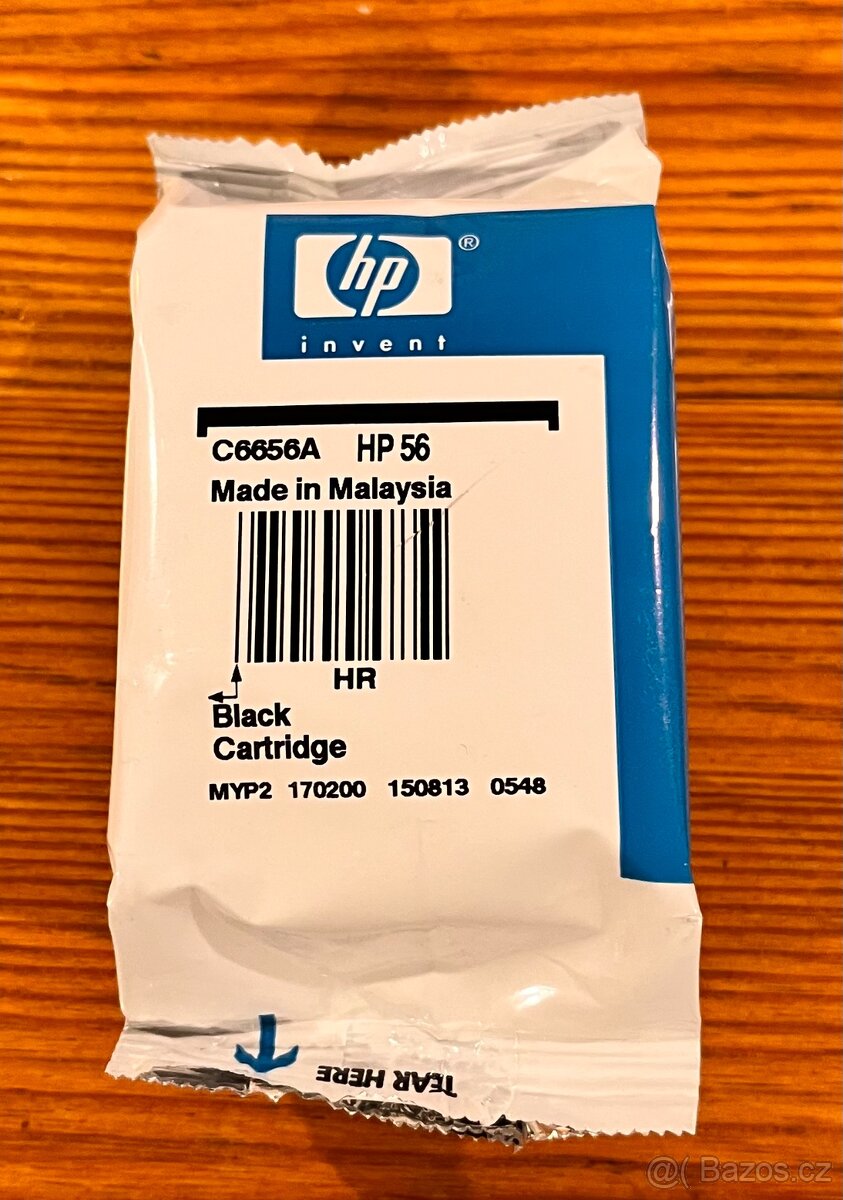 hp®
invent
C6656A HP 56
Made in Malaysia
HR
Black
Cartridge
MYP2 170200 150813 0548
TEAR HERE
@( Bazos.cz